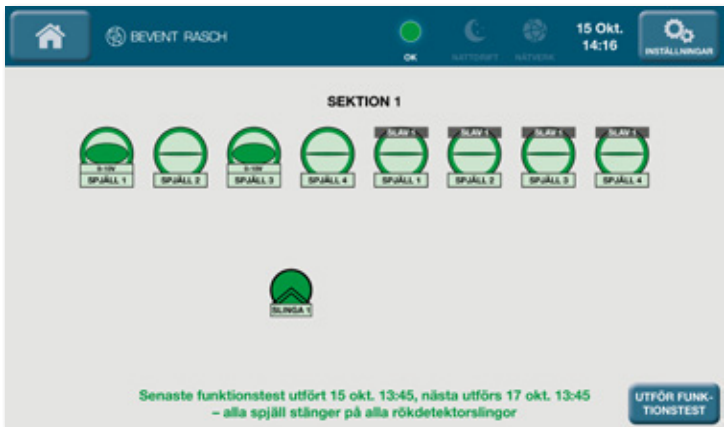 BEVENT RASCH
OK
NATTDRIFT
NÄTVERK
15 Okt.
14:16
INSTÄLLNINGAR
SEKTION 1
SLAV 1
SLAV 1
SLAV 1
SLAV 1
0-10V
0-10V
SPJÄLL 1
SPJÄLL 2
SPJÄLL 3
SPJÄLL 4
SPJÄLL 1
SPJÄLL 2
SPJÄLL 3
SPJÄLL 4
SLINGA 1
Senaste funktionstest utfört 15 okt. 13:45, nästa utförs 17 okt. 13:45
– alla spjäll stänger på alla rökdetektorslingor
UTFÖR FUNK-
TIONSTEST